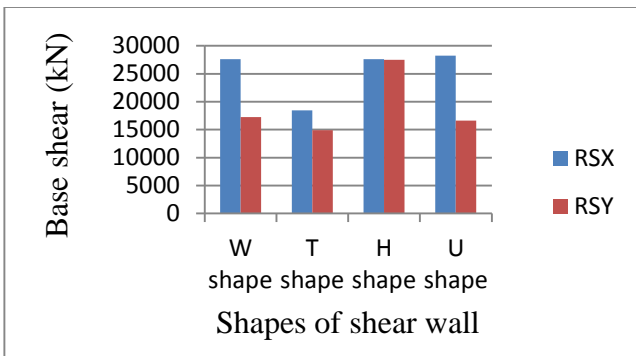 Base shear (kN)
30000
25000
20000
15000
10000
5000
0
W shape
T shape
H shape
U shape
Shapes of shear wall
RSX
RSY